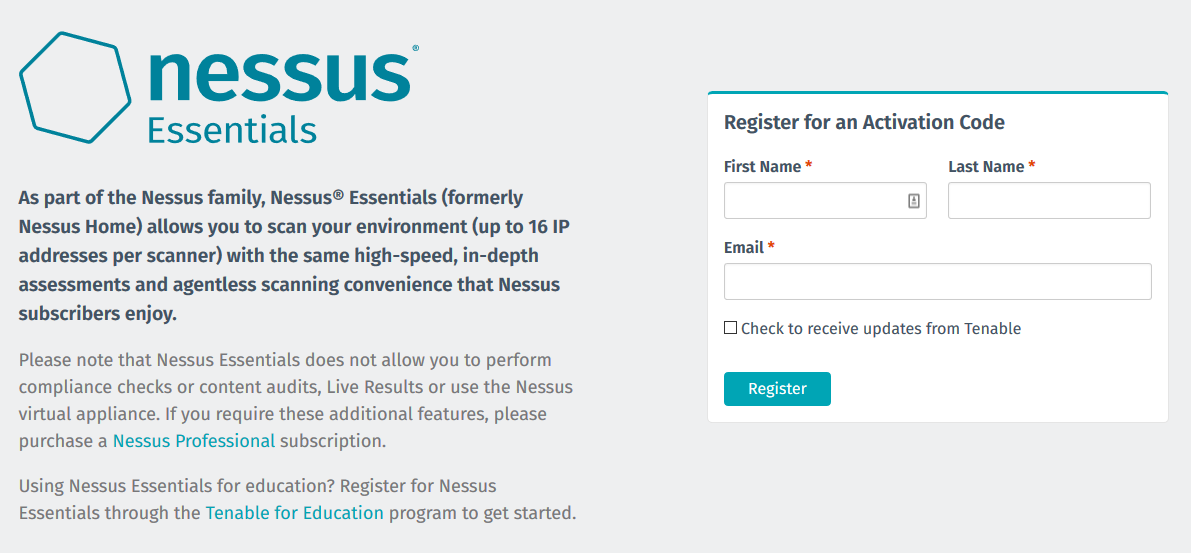 nessus®
Essentials
As part of the Nessus family, Nessus® Essentials (formerly
Nessus Home) allows you to scan your environment (up to 16 IP
addresses per scanner) with the same high-speed, in-depth
assessments and agentless scanning convenience that Nessus
subscribers enjoy.
Please note that Nessus Essentials does not allow you to perform
compliance checks or content audits, Live Results or use the Nessus
virtual appliance. If you require these additional features, please
purchase a Nessus Professional subscription.
Using Nessus Essentials for education? Register for Nessus
Essentials through the Tenable for Education program to get started.
Register for an Activation Code
First Name * Last Name *
Email *
Check to receive updates from Tenable
Register